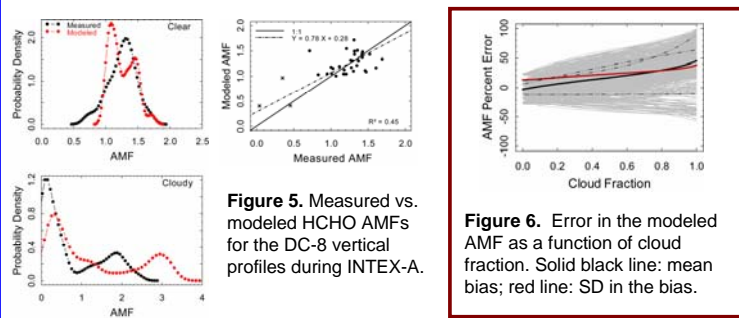 Measured
Modeled
Clear
Probability Density
0.0
1.0
2.0
0.0
0.5
1.0
1.5
2.0
2.5
AMF
Modeled AMF
0.0
0.5
1.0
1.5
2.0
1:1
Y = 0.78 X + 0.28
R² = 0.45
0.0
0.5
1.0
1.5
2.0
Measured AMF
Cloudy
Probability Density
0.0
0.4
0.8
1.2
0
1
2
3
4
AMF
Figure 5. Measured vs.
modeled HCHO AMFs
for the DC-8 vertical
profiles during INTEX-A.
AMF Percent Error
-100
-50
0
50
100
0.0
0.2
0.4
0.6
0.8
1.0
Cloud Fraction
Figure 6. Error in the modeled
AMF as a function of cloud
fraction. Solid black line: mean
bias; red line: SD in the bias.